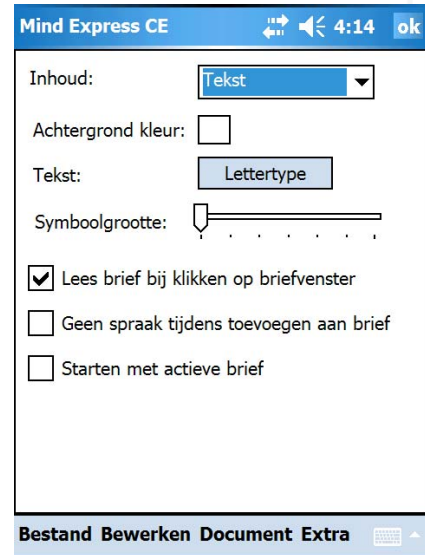 Mind Express CE 4:14 ok
Inhoud: Tekst
Achtergrond kleur:
Tekst: Lettertype
Symboolgrootte:
Lees brief bij klikken op briefvenster
Geen spraak tijdens toevoegen aan brief
Starten met actieve brief
Bestand Bewerken Document Extra